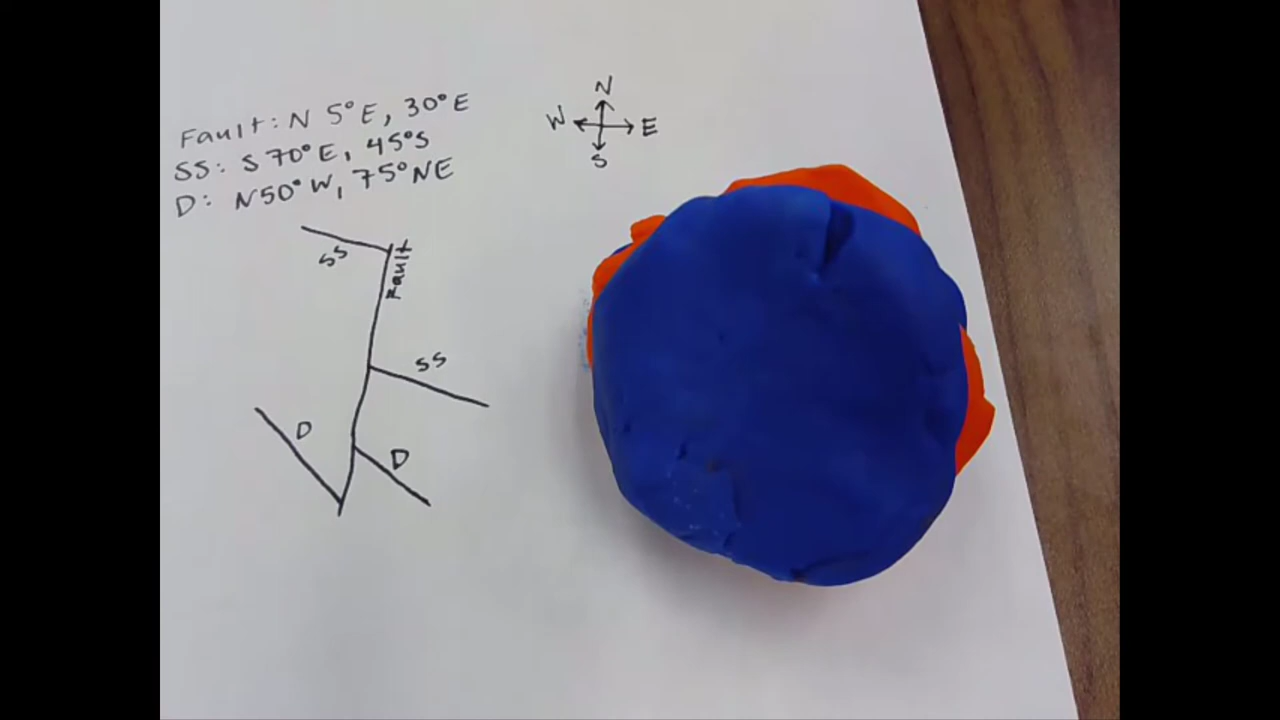 Fault: N 5° E, 30° E
SS: S 70° E, 45° S
D: N50° W, 75° NE
N
W E
S
SS
Fault
SS
D
D